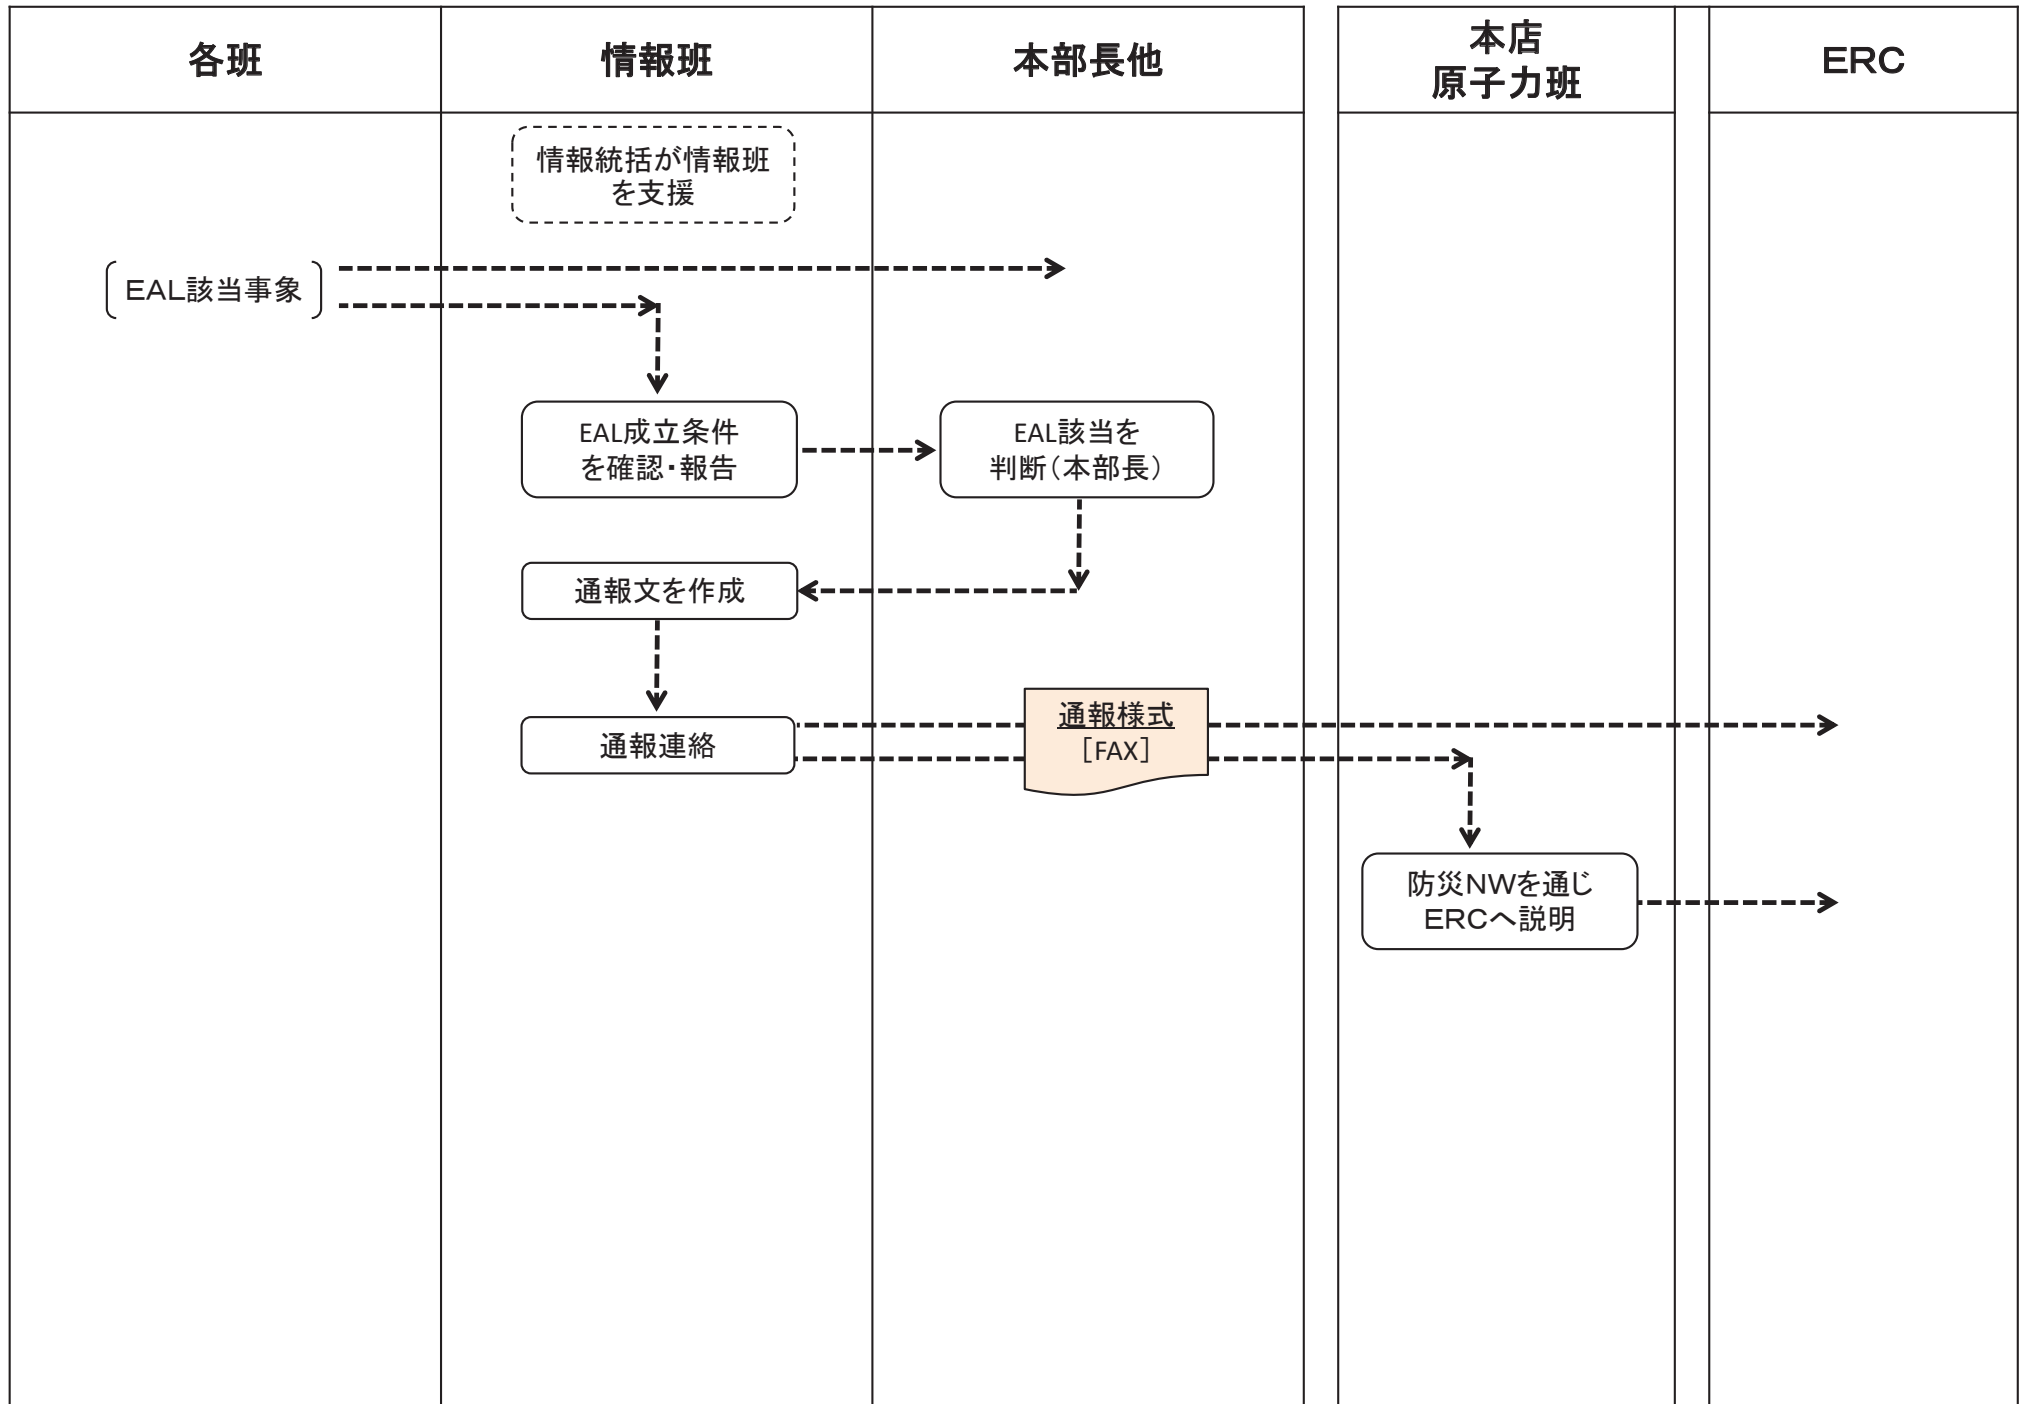 各班
情報班
本部長他
本店
原子力班
ERC
情報統括が情報班
を支援
EAL該当事象
EAL成立条件
を確認・報告
EAL該当を
判断(本部長)
通報文を作成
通報連絡
通報様式
[FAX]
防災NWを通じ
ERCへ説明